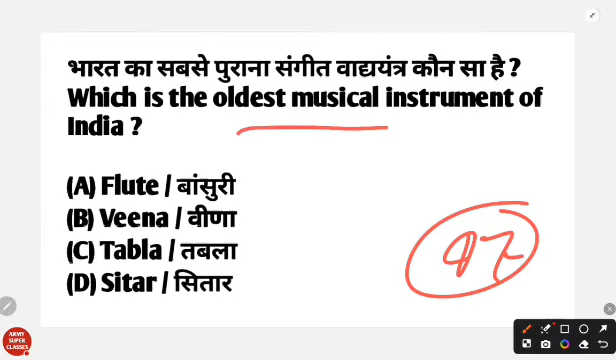 भारत का सबसे पुराना संगीत वाद्ययंत्र कौन सा है ?
Which is the oldest musical instrument of
India ?
(A) Flute / बांसुरी
(B) Veena / वीणा
(C) Tabla / तबला
(D) Sitar / सितार
ARMY
SUPER
CLASSES